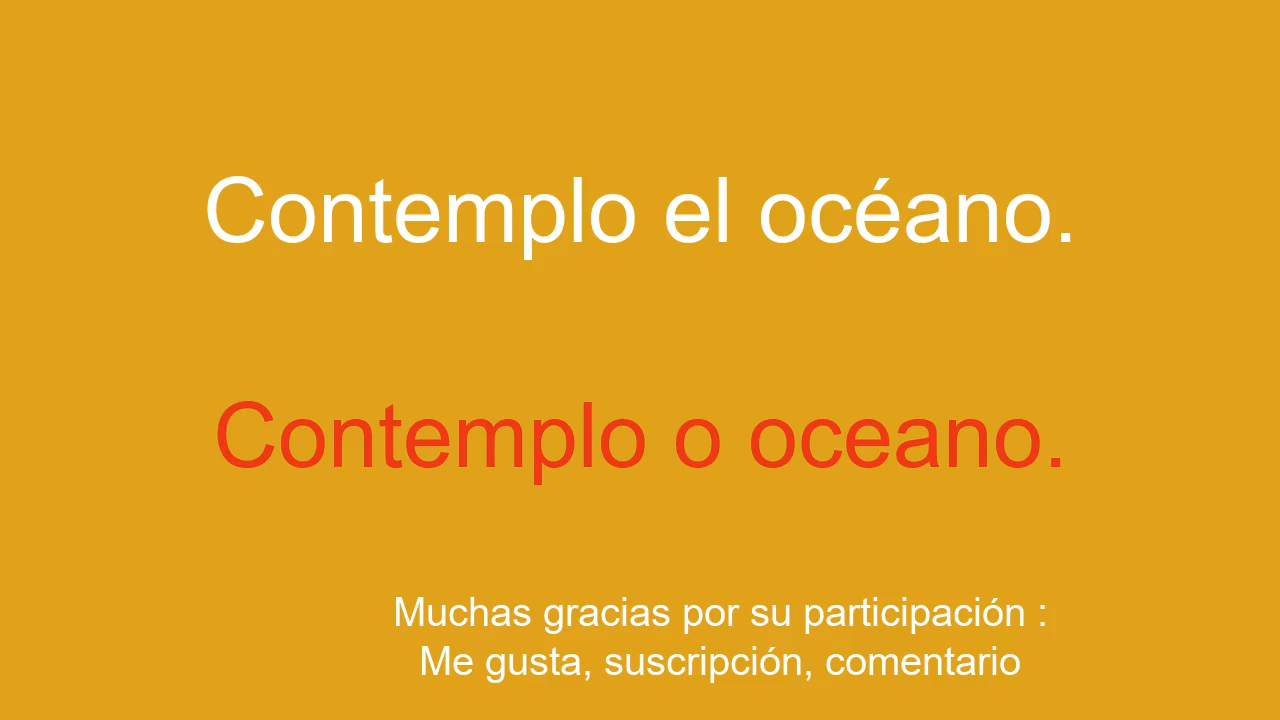 Contemplo el océano.
Contemplo o oceano.
Muchas gracias por su participación :
Me gusta, suscripción, comentario